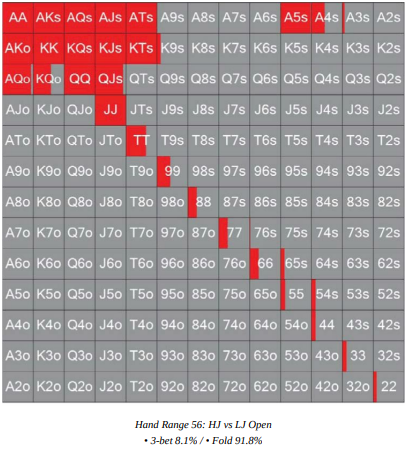 AA AKs AQs AJs ATs A9s A8s A7s A6s A5s A4s A3s A2s
AKo KK KQs KJs KTs K9s K8s K7s K6s K5s K4s K3s K2s
AQo KQo QQ QJs QTs Q9s Q8s Q7s Q6s Q5s Q4s Q3s Q2s
AJo KJo QJo JJ JTs J9s J8s J7s J6s J5s J4s J3s J2s
ATo KTo QTo JTo TT T9s T8s T7s T6s T5s T4s T3s T2s
A9o K9o Q9o J9o T9o 99 98s 97s 96s 95s 94s 93s 92s
A8o K8o Q8o J8o T8o 98o 88 87s 86s 85s 84s 83s 82s
A7o K7o Q7o J7o T7o 97o 87o 77 76s 75s 74s 73s 72s
A6o K6o Q6o J6o T6o 96o 86o 76o 66 65s 64s 63s 62s
A5o K5o Q5o J5o T5o 95o 85o 75o 65o 55 54s 53s 52s
A4o K4o Q4o J4o T4o 94o 84o 74o 64o 54o 44 43s 42s
A3o K3o Q3o J3o T3o 93o 83o 73o 63o 53o 43o 33 32s
A2o K2o Q2o J2o T2o 92o 82o 72o 62o 52o 42o 32o 22
Hand Range 56: HJ vs LJ Open
• 3-bet 8.1% / • Fold 91.8%